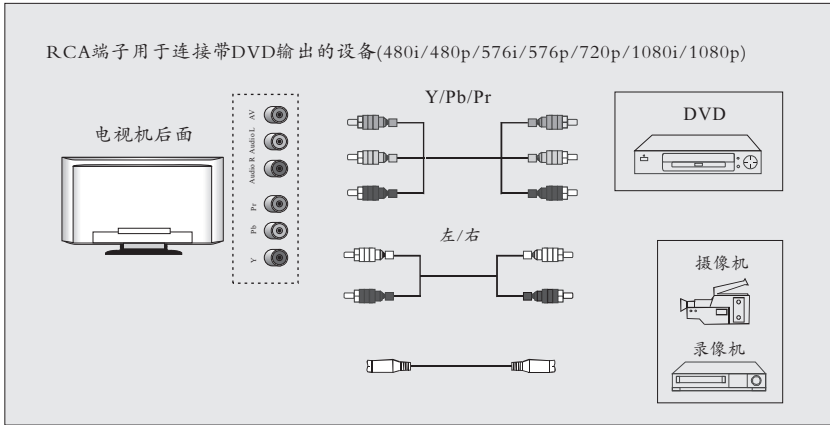 RCA端子用于连接带DVD输出的设备(480i/480p/576i/576p/720p/1080i/1080p)
电视机后面
AV
Audio L
Audio R
Pr
Pb
Y
Y/Pb/Pr
左/右
DVD
摄像机
录像机